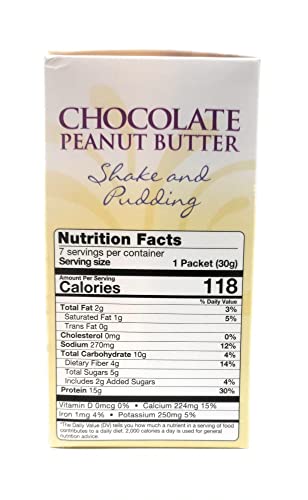 CHOCOLATE
PEANUT BUTTER
Shake and
Pudding
Nutrition Facts
7 servings per container
Serving size 1 Packet (30g)
Amount Per Serving
Calories 118
% Daily Value
Total Fat 2g 3%
Saturated Fat 1g 5%
Trans Fat 0g
Cholesterol 0mg 0%
Sodium 270mg 12%
Total Carbohydrate 10g 4%
Dietary Fiber 4g 14%
Total Sugars 5g
Includes 2g Added Sugars 4%
Protein 15g 30%
Vitamin D 0mcg 0% • Calcium 224mg 15%
Iron 1mg 4% • Potassium 250mg 5%
*The Daily Value (DV) tells you how much a nutrient in a serving of food
contributes to a daily diet. 2,000 calories a day is used for general
nutrition advice.